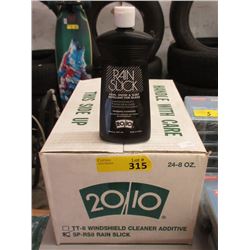 RAIN
SLICK
20/10
THIS SIDE UP
HANDLE WITH CARE
Lot #
315
24-8 OZ.
20/10
TT-8 WINDSHIELD CLEANER ADDITIVE
SP-RS8 RAIN SLICK
5